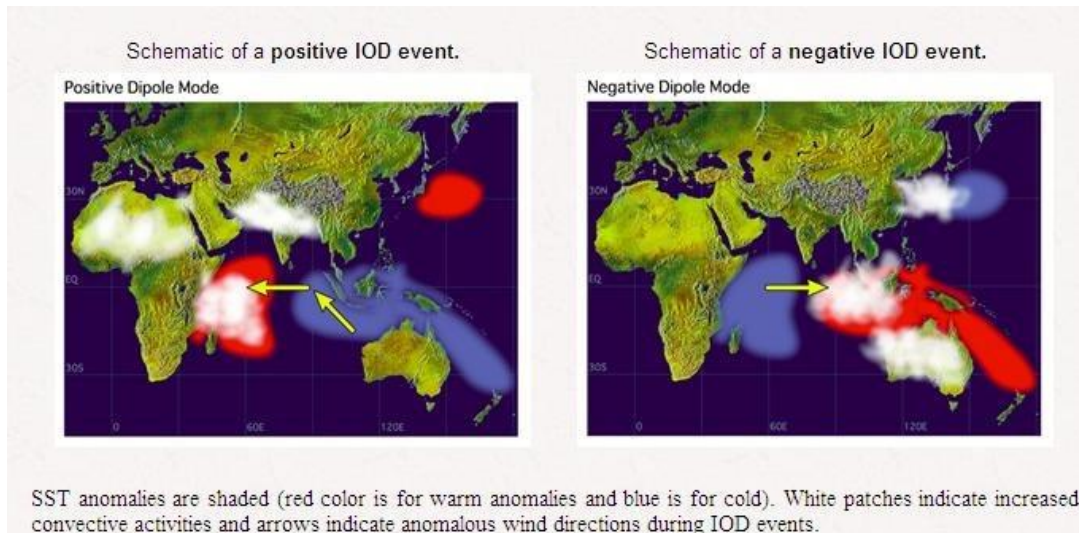 Schematic of a positive IOD event.
Schematic of a negative IOD event.
Positive Dipole Mode
Negative Dipole Mode
30N
EQ
30S
0
60E
120E
30N
EQ
30S
0
60E
120E
SST anomalies are shaded (red color is for warm anomalies and blue is for cold). White patches indicate increased
convective activities and arrows indicate anomalous wind directions during IOD events.